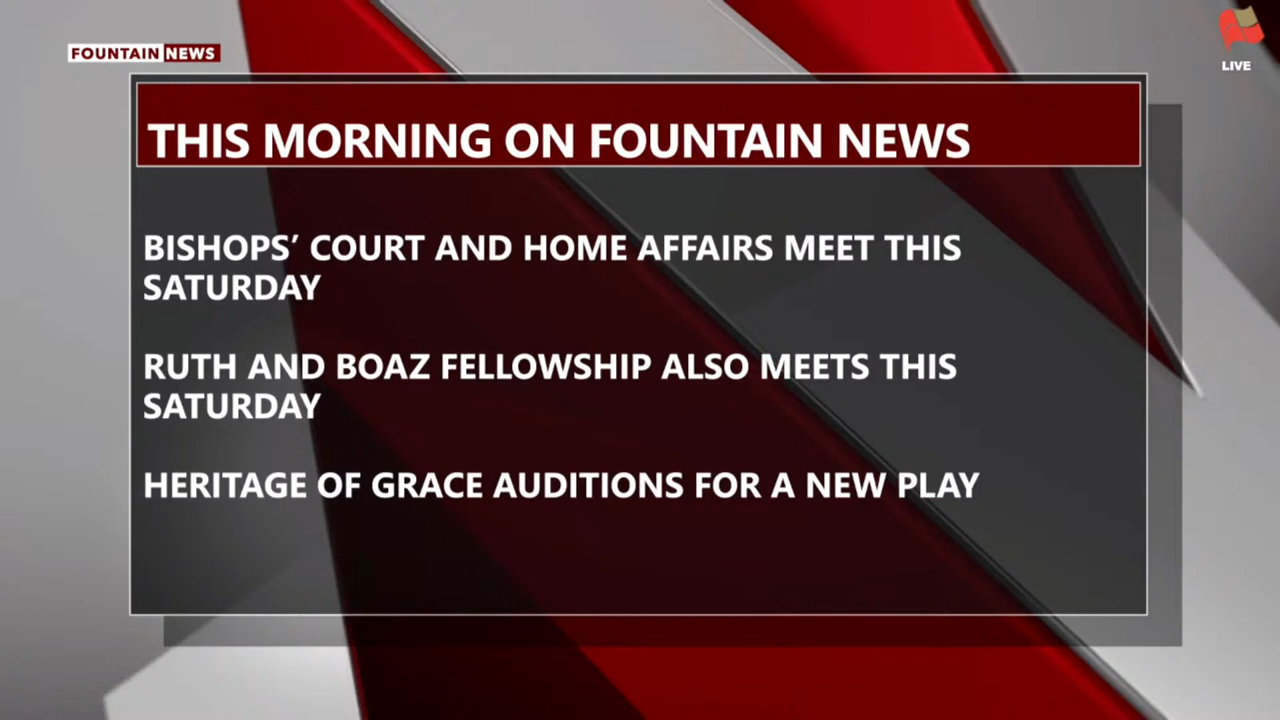 FOUNTAIN NEWS
LIVE
THIS MORNING ON FOUNTAIN NEWS
BISHOPS’ COURT AND HOME AFFAIRS MEET THIS
SATURDAY
RUTH AND BOAZ FELLOWSHIP ALSO MEETS THIS
SATURDAY
HERITAGE OF GRACE AUDITIONS FOR A NEW PLAY